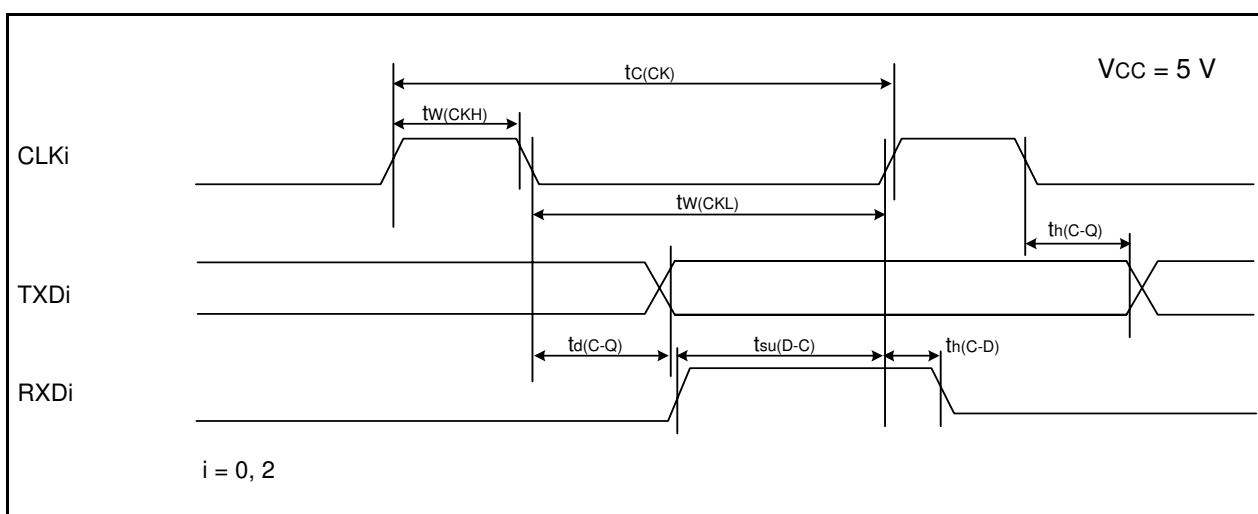 tC(CK)
VCC = 5 V
tW(CKH)
CLKi
tW(CKL)
th(C-Q)
TXDi
td(C-Q)
tsu(D-C)
th(C-D)
RXDi
i = 0, 2